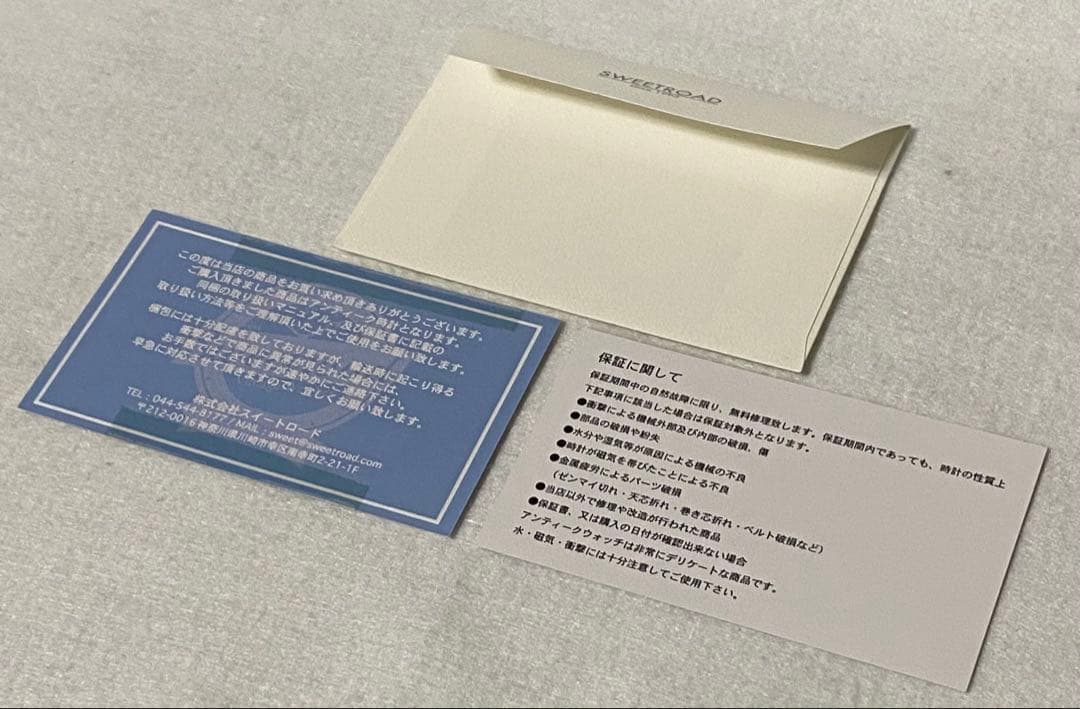 SWEETROAD
この度は当店の商品をお買い求め頂きありがとうございます。
ご購入頂きました商品はアンティーク時計となります。
同梱の取り扱いマニュアル、及び保証書に記載の
取り扱い方法等をご理解頂いた上でご使用をお願い致します。
梱包には十分配慮を致しておりますが、輸送時に起こり得る
衝撃などで商品に異常が見られた場合には、
お手数ではございますが速やかにご連絡下さい。
早急に対応させて頂きますので、宜しくお願い致します。
株式会社スイートロード
TEL : 044-544-8177 / MAIL : sweet@sweetroad.com
〒212-0016 神奈川県川崎市幸区南幸町2-21-1F
保証に関して
保証期間中の自然故障に限り、無料修理致します。保証期間内であっても、時計の性質上
下記事項に該当した場合は保証対象外となります。
●衝撃による機械外部及び内部の破損、傷
●部品の破損や紛失
●水分や湿気等が原因による機械の不良
●時計が磁気を帯びたことによる不良
●金属疲労によるパーツ破損
（ゼンマイ切れ・天芯折れ・巻き芯折れ・ベルト破損など）
●当店以外で修理や改造が行われた商品
●保証書、又は購入の日付が確認出来ない場合
アンティークウォッチは非常にデリケートな商品です。
水・磁気・衝撃には十分注意してご使用下さい。